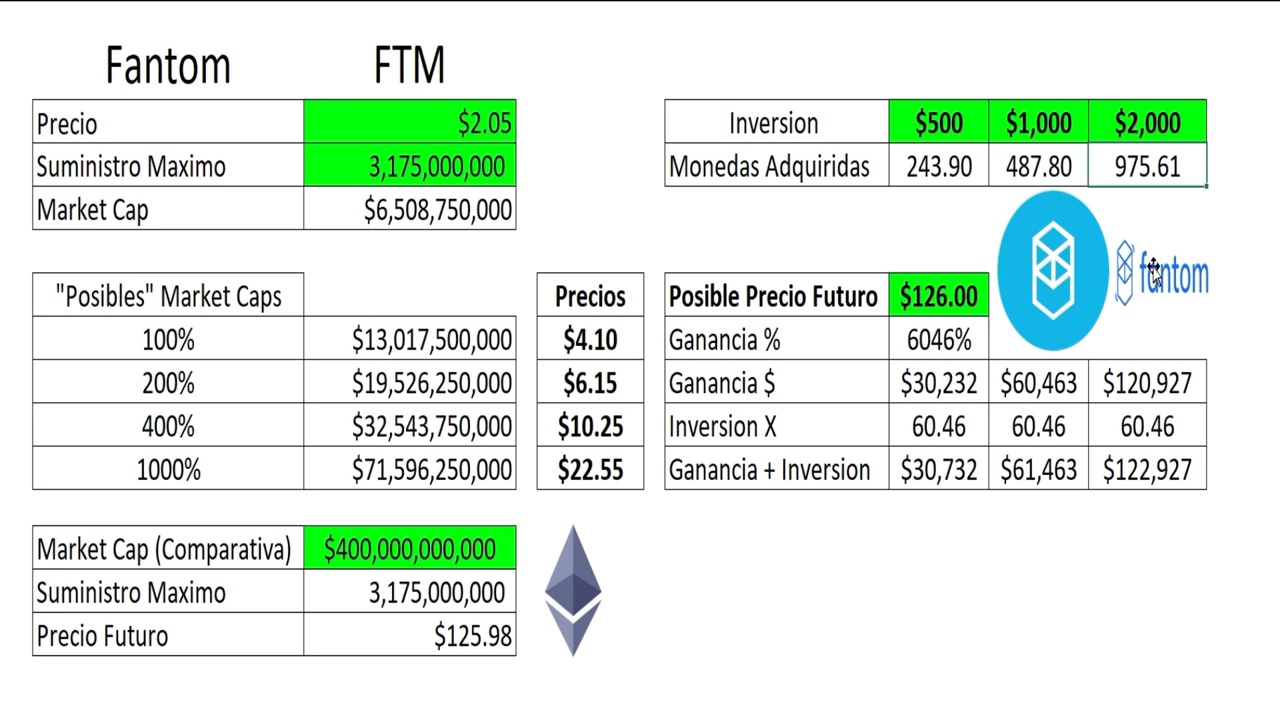 Fantom FTM
Precio $2.05
Suministro Maximo 3,175,000,000
Market Cap $6,508,750,000
Inversion $500 $1,000 $2,000
Monedas Adquiridas 243.90 487.80 975.61
fantom
"Posibles" Market Caps Precios
100% $13,017,500,000 $4.10
200% $19,526,250,000 $6.15
400% $32,543,750,000 $10.25
1000% $71,596,250,000 $22.55
Posible Precio Futuro $126.00
Ganancia % 6046%
Ganancia $ $30,232 $60,463 $120,927
Inversion X 60.46 60.46 60.46
Ganancia + Inversion $30,732 $61,463 $122,927
Market Cap (Comparativa) $400,000,000,000
Suministro Maximo 3,175,000,000
Precio Futuro $125.98